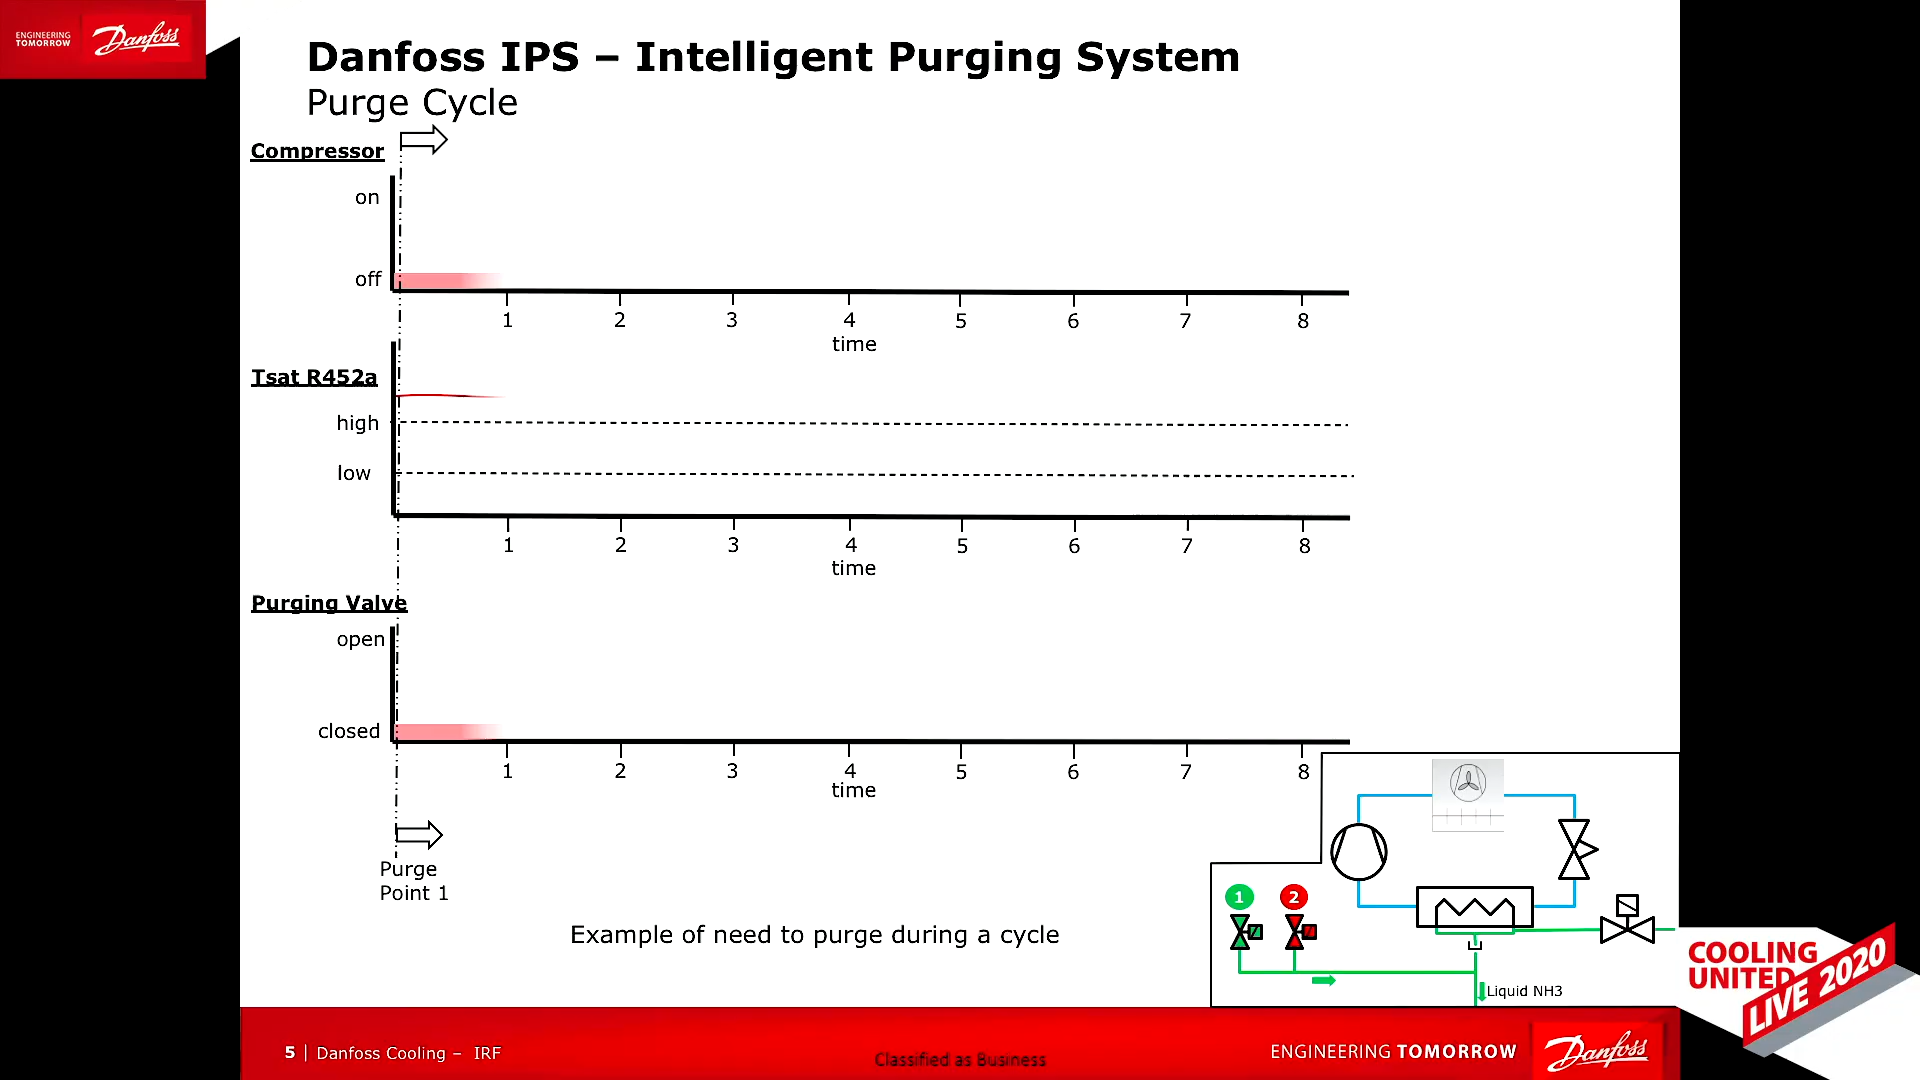 ENGINEERING
TOMORROW
Danfoss
Danfoss IPS – Intelligent Purging System
Purge Cycle
Compressor
on
off
1 2 3 4 5 6 7 8
time
Tsat R452a
high
low
1 2 3 4 5 6 7 8
time
Purging Valve
open
closed
1 2 3 4 5 6 7 8
time
Purge
Point 1
Example of need to purge during a cycle
1 2
Liquid NH3
COOLING
UNITED
LIVE 2020
5 | Danfoss Cooling – IRF
Classified as Business
ENGINEERING TOMORROW
Danfoss